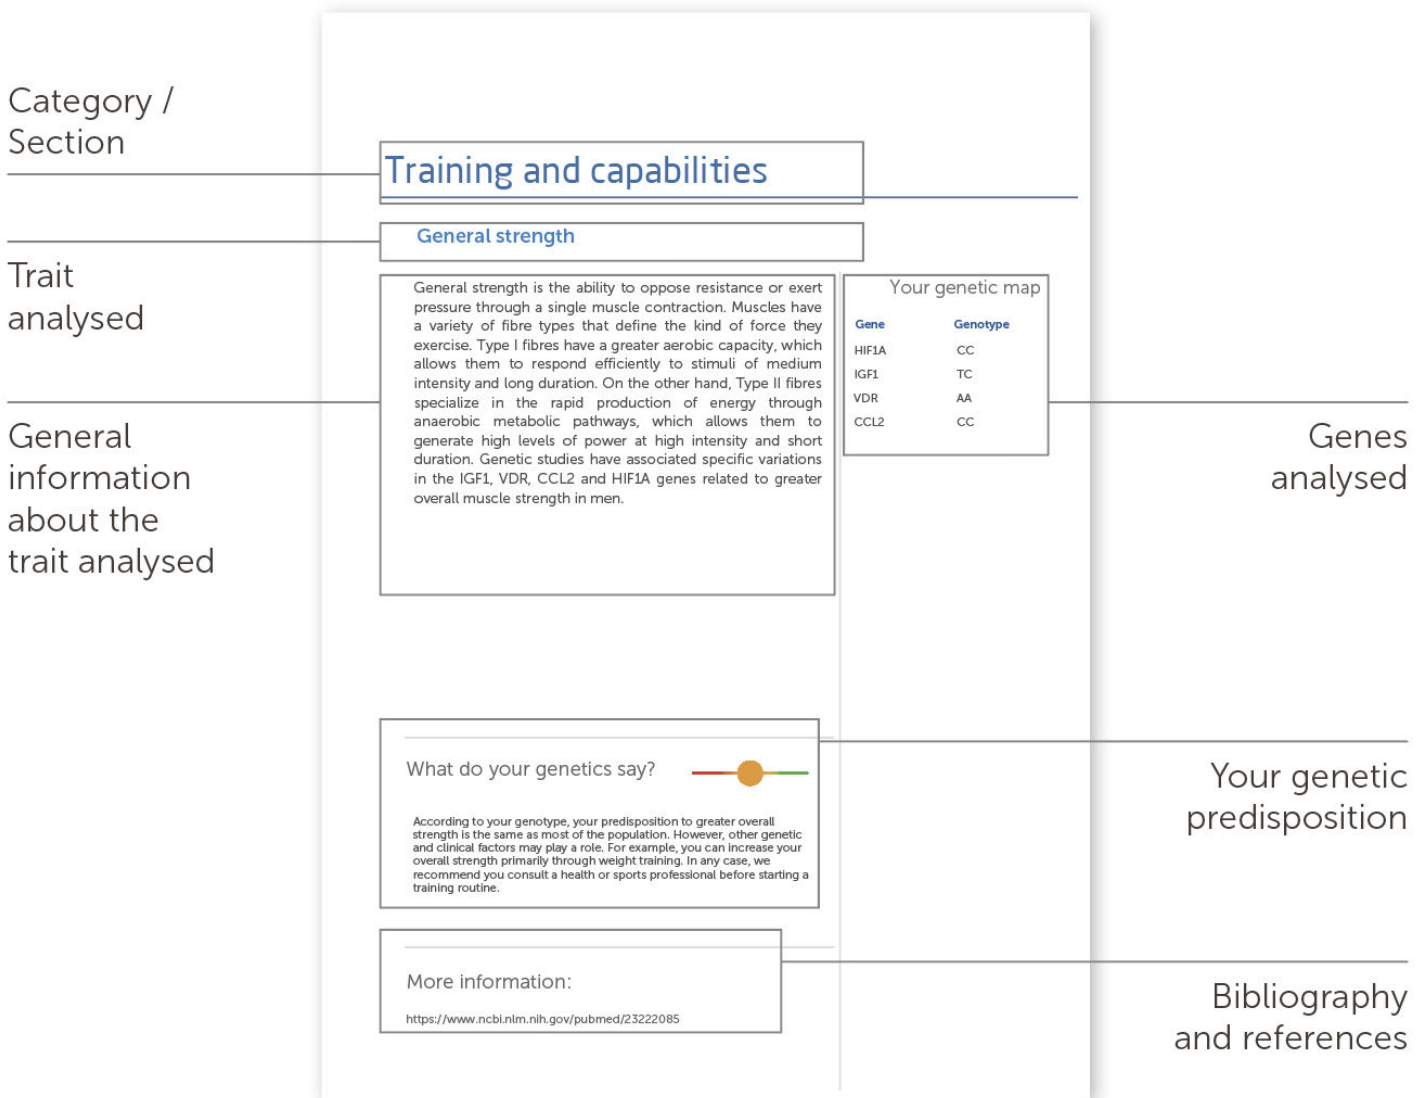 Category /
Section
Training and capabilities
General strength
Trait
analysed
General strength is the ability to oppose resistance or exert
pressure through a single muscle contraction. Muscles have
a variety of fibre types that define the kind of force they
exercise. Type I fibres have a greater aerobic capacity, which
allows them to respond efficiently to stimuli of medium
intensity and long duration. On the other hand, Type II fibres
specialize in the rapid production of energy through
anaerobic metabolic pathways, which allows them to
generate high levels of power at high intensity and short
duration. Genetic studies have associated specific variations
in the IGF1, VDR, CCL2 and HIF1A genes related to greater
overall muscle strength in men.
Your genetic map
Gene Genotype
HIF1A CC
IGF1 TC
VDR AA
CCL2 CC
General
information
about the
trait analysed
Genes
analysed
What do your genetics say?
According to your genotype, your predisposition to greater overall
strength is the same as most of the population. However, other genetic
and clinical factors may play a role. For example, you can increase your
overall strength primarily through weight training. In any case, we
recommend you consult a health or sports professional before starting a
training routine.
Your genetic
predisposition
More information:
https://www.ncbi.nlm.nih.gov/pubmed/23222085
Bibliography
and references